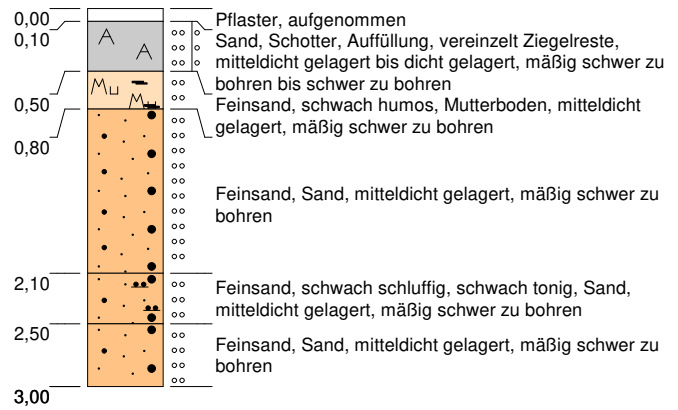 0,00
Pflaster, aufgenommen
0,10
A
A
Sand, Schotter, Auffüllung, vereinzelt Ziegelreste,
mitteldicht gelagert bis dicht gelagert, mäßig schwer zu
bohren bis schwer zu bohren
0,50
Mu
Mu
Feinsand, schwach humos, Mutterboden, mitteldicht
gelagert, mäßig schwer zu bohren
0,80
Feinsand, Sand, mitteldicht gelagert, mäßig schwer zu
bohren
2,10
Feinsand, schwach schluffig, schwach tonig, Sand,
mitteldicht gelagert, mäßig schwer zu bohren
2,50
Feinsand, Sand, mitteldicht gelagert, mäßig schwer zu
bohren
3,00